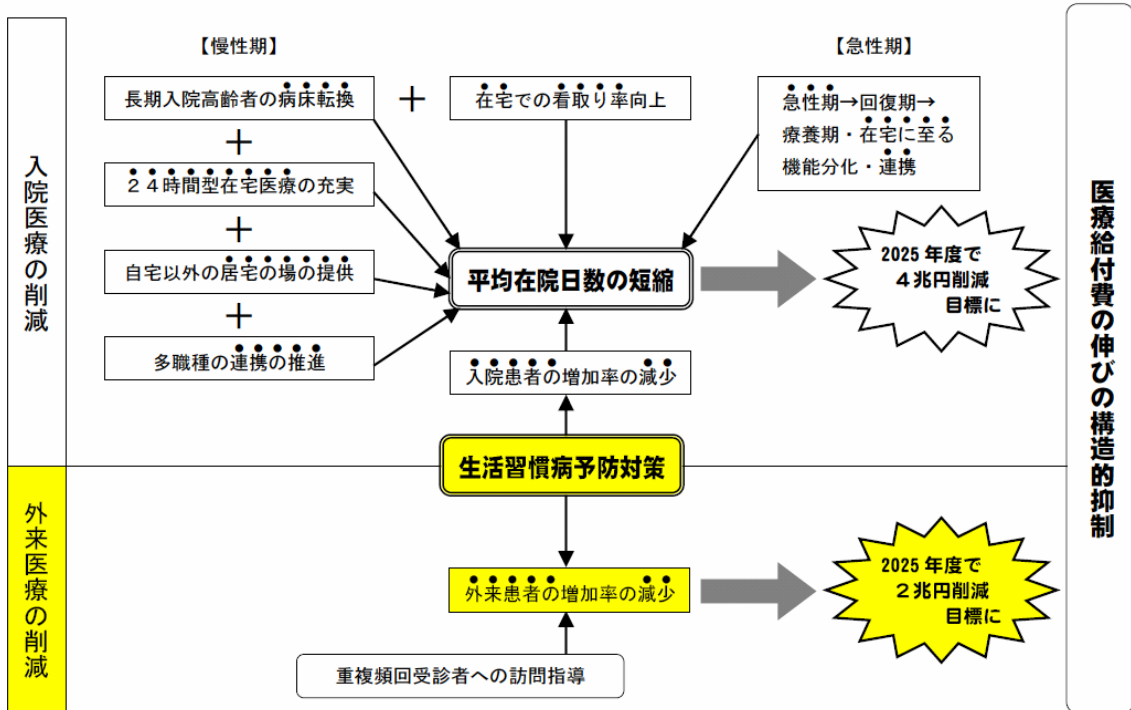 【慢性期】
【急性期】
長期入院高齢者の病床転換
＋
在宅での看取り率向上
急性期→回復期→
療養期・在宅に至る
機能分化・連携
＋
２４時間型在宅医療の充実
＋
自宅以外の居宅の場の提供
＋
多職種の連携の推進
平均在院日数の短縮
2025年度で
４兆円削減
目標に
入院患者の増加率の減少
生活習慣病予防対策
外来患者の増加率の減少
2025年度で
２兆円削減
目標に
重複頻回受診者への訪問指導
入院医療の削減
外来医療の削減
医療給付費の伸びの構造的抑制